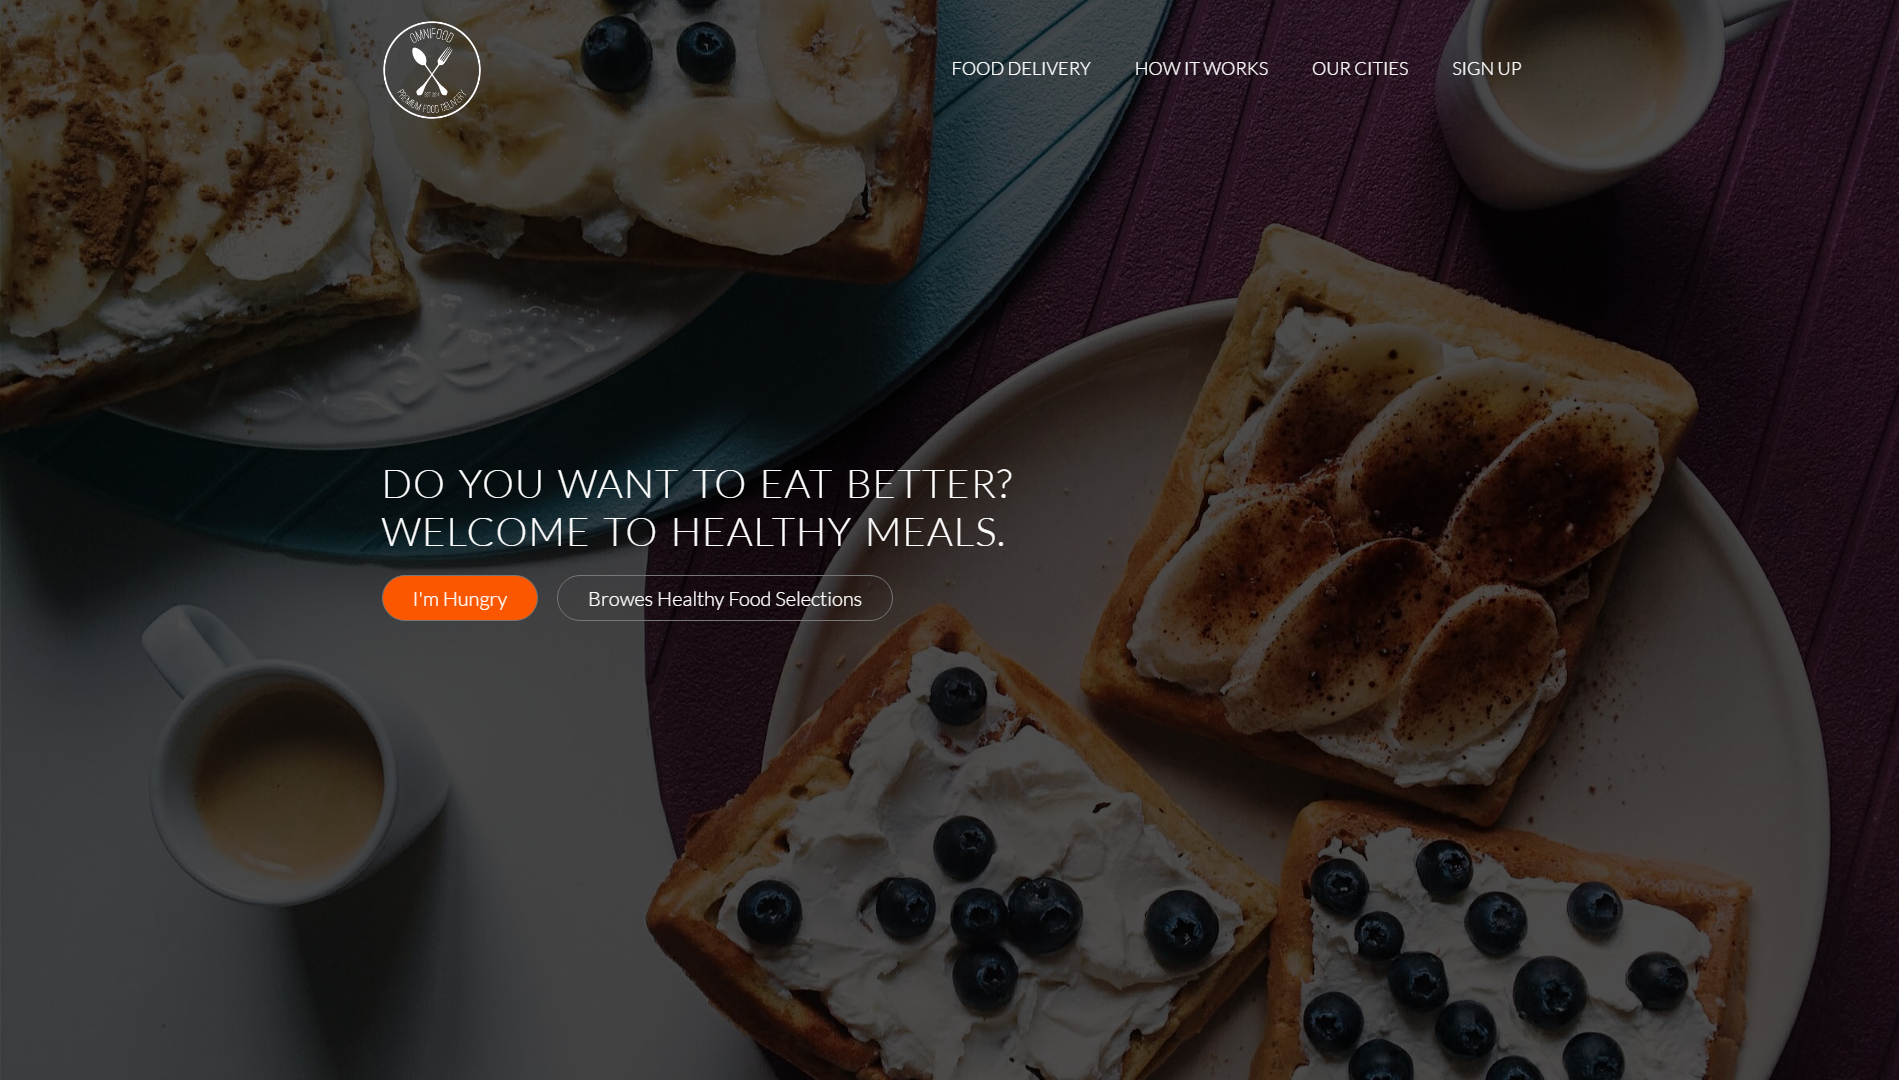 OMNIFOOD
PREMIUM FOOD DELIVERY
FOOD DELIVERY
HOW IT WORKS
OUR CITIES
SIGN UP
DO YOU WANT TO EAT BETTER?
WELCOME TO HEALTHY MEALS.
I'm Hungry
Browes Healthy Food Selections